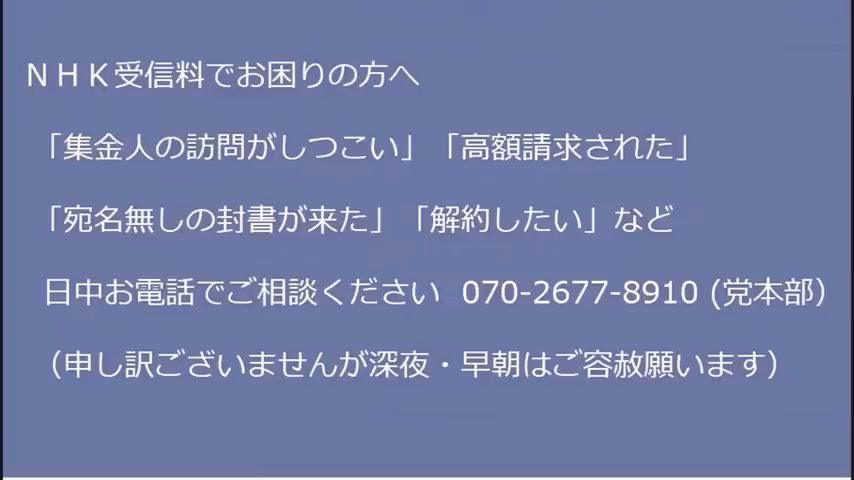 ＮＨＫ受信料でお困りの方へ
「集金人の訪問がしつこい」「高額請求された」
「宛名無しの封書が来た」「解約したい」など
日中お電話でご相談ください 070-2677-8910 (党本部）
（申し訳ございませんが深夜・早朝はご容赦願います）